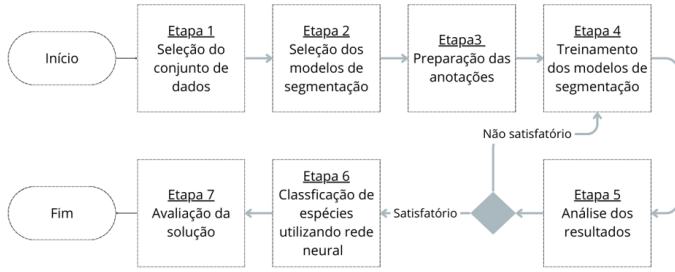 Início
Etapa 1
Seleção do
conjunto de
dados
Etapa 2
Seleção dos
modelos de
segmentação
Etapa3
Preparação das
anotações
Etapa 4
Treinamento
dos modelos de
segmentação
Não satisfatório
Etapa 5
Análise dos
resultados
Satisfatório
Etapa 6
Classficação de
espécies
utilizando rede
neural
Etapa 7
Avaliação da
solução
Fim